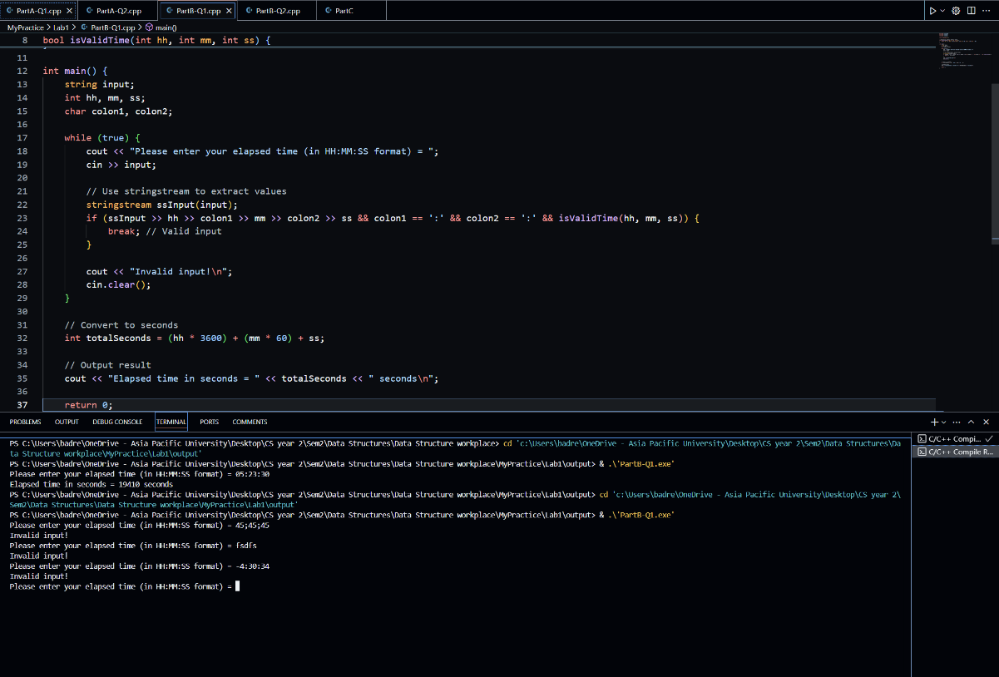 PartA-Q1.cpp PartA-Q2.cpp PartB-Q1.cpp PartB-Q2.cpp PartC
MyPractice > Lab1 > PartB-Q1.cpp > main()
8 bool isValidTime(int hh, int mm, int ss) {
11
12 int main() {
13 string input;
14 int hh, mm, ss;
15 char colon1, colon2;
16
17 while (true) {
18 cout << "Please enter your elapsed time (in HH:MM:SS format) = ";
19 cin >> input;
20
21 // Use stringstream to extract values
22 stringstream ssInput(input);
23 if (ssInput >> hh >> colon1 >> mm >> colon2 >> ss && colon1 == ':' && colon2 == ':' && isValidTime(hh, mm, ss)) {
24 break; // Valid input
25 }
26
27 cout << "Invalid input!\n";
28 cin.clear();
29 }
30
31 // Convert to seconds
32 int totalSeconds = (hh * 3600) + (mm * 60) + ss;
33
34 // Output result
35 cout << "Elapsed time in seconds = " << totalSeconds << " seconds\n";
36
37 return 0;
PROBLEMS OUTPUT DEBUG CONSOLE TERMINAL PORTS COMMENTS
PS C:\Users\badre\OneDrive - Asia Pacific University\Desktop\CS year 2\Sem2\Data Structures\Data Structure workplace> cd 'c:\Users\badre\OneDrive - Asia Pacific University\Desktop\CS year 2\Sem2\Data Structures\Da
ta Structure workplace\MyPractice\Lab1\output'
PS C:\Users\badre\OneDrive - Asia Pacific University\Desktop\CS year 2\Sem2\Data Structures\Data Structure workplace\MyPractice\Lab1\output> & .\'PartB-Q1.exe'
Please enter your elapsed time (in HH:MM:SS format) = 05:23:30
Elapsed time in seconds = 19410 seconds
PS C:\Users\badre\OneDrive - Asia Pacific University\Desktop\CS year 2\Sem2\Data Structures\Data Structure workplace\MyPractice\Lab1\output> cd 'c:\Users\badre\OneDrive - Asia Pacific University\Desktop\CS year 2\
Sem2\Data Structures\Data Structure workplace\MyPractice\Lab1\output'
PS C:\Users\badre\OneDrive - Asia Pacific University\Desktop\CS year 2\Sem2\Data Structures\Data Structure workplace\MyPractice\Lab1\output> & .\'PartB-Q1.exe'
Please enter your elapsed time (in HH:MM:SS format) = 45;45;45
Invalid input!
Please enter your elapsed time (in HH:MM:SS format) = fsdfs
Invalid input!
Please enter your elapsed time (in HH:MM:SS format) = -4:30:34
Invalid input!
Please enter your elapsed time (in HH:MM:SS format) =
C/C++ Compi...
C/C++ Compile R...